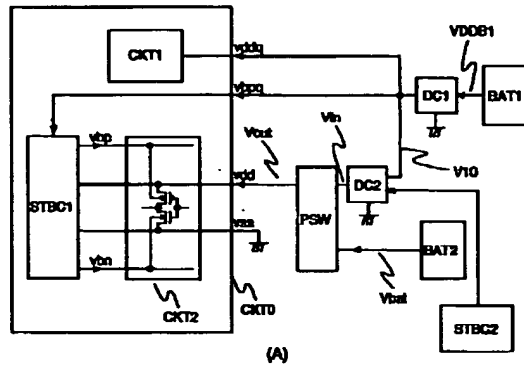 CKT1
vddq
VDDB1
vbpq
DC1
BAT1
vbp
Vout
Vin
V10
STBC1
vdd
DC2
PSW
vss
BAT2
vbn
Vbat
CKT2
CKT0
STBC2
(A)